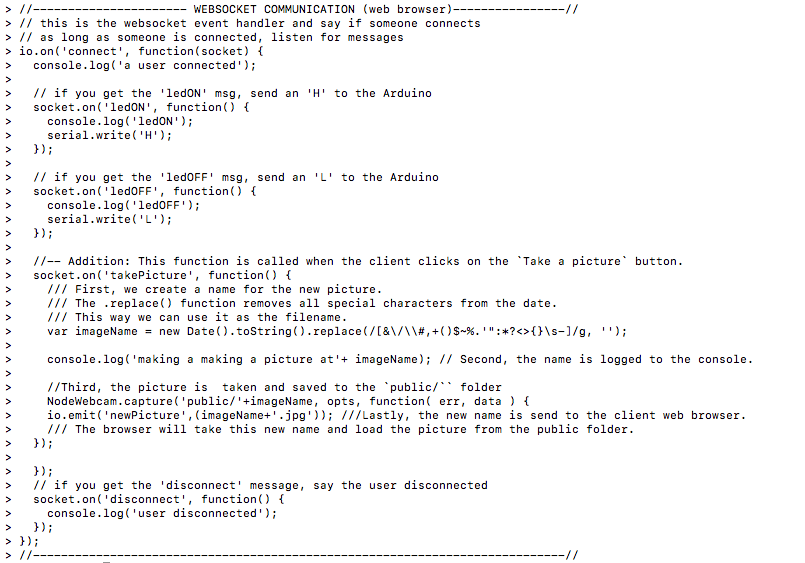 > //---------------------- WEBSOCKET COMMUNICATION (web browser)----------------//
> // this is the websocket event handler and say if someone connects
> // as long as someone is connected, listen for messages
> io.on('connect', function(socket) {
>   console.log('a user connected');
>
>   // if you get the 'ledON' msg, send an 'H' to the Arduino
>   socket.on('ledON', function() {
>     console.log('ledON');
>     serial.write('H');
>   });
>
>   // if you get the 'ledOFF' msg, send an 'L' to the Arduino
>   socket.on('ledOFF', function() {
>     console.log('ledOFF');
>     serial.write('L');
>   });
>
>   //-- Addition: This function is called when the client clicks on the `Take a picture` button.
>   socket.on('takePicture', function() {
>     /// First, we create a name for the new picture.
>     /// The .replace() function removes all special characters from the date.
>     /// This way we can use it as the filename.
>     var imageName = new Date().toString().replace(/[&\/\\#,+()$~%.'":*?<>{}\s-]/g, '');
>
>     console.log('making a making a picture at'+ imageName); // Second, the name is logged to the console.
>
>     //Third, the picture is  taken and saved to the `public/`` folder
>     NodeWebcam.capture('public/'+imageName, opts, function( err, data ) {
>     io.emit('newPicture',(imageName+'.jpg')); ///Lastly, the new name is send to the client web browser.
>     /// The browser will take this new name and load the picture from the public folder.
>   });
>
>   });
>   // if you get the 'disconnect' message, say the user disconnected
>   socket.on('disconnect', function() {
>     console.log('user disconnected');
>   });
> });
> //----------------------------------------------------------------------------//